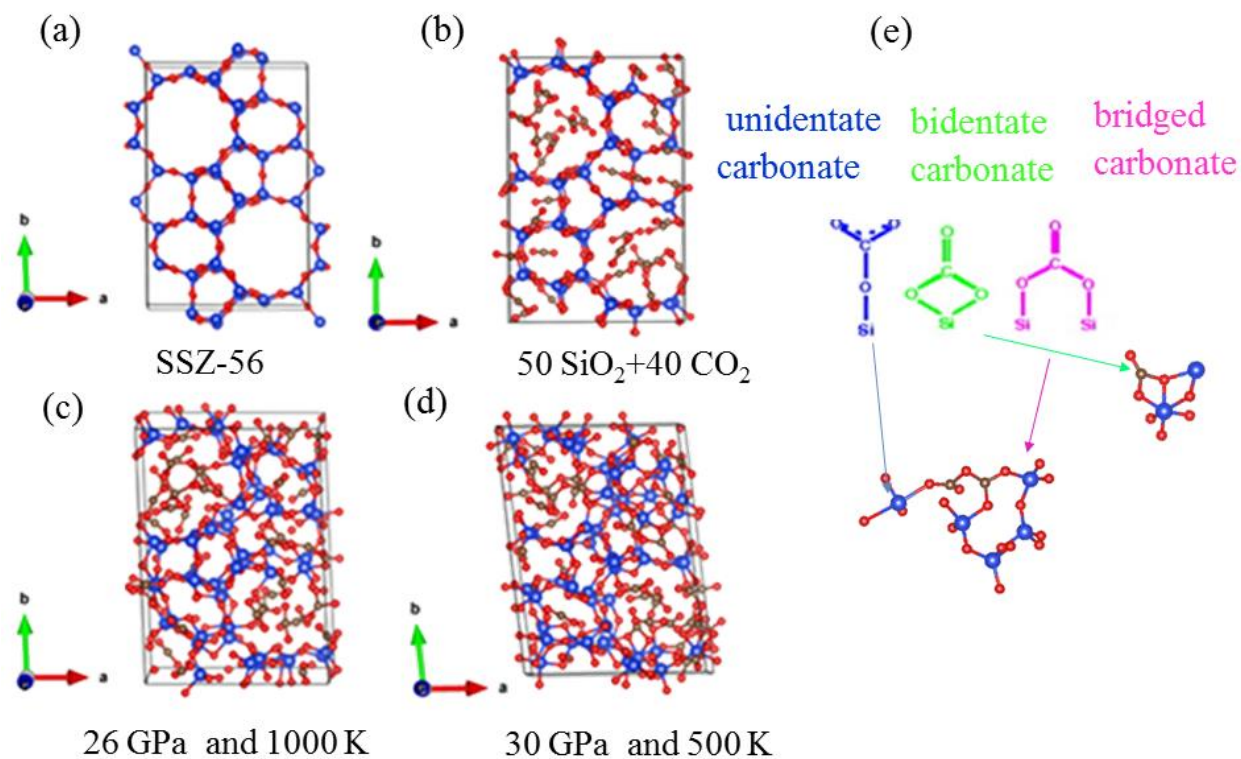 (a)
b
a
SSZ-56
(b)
b
a
50 SiO₂+40 CO₂
(c)
b
a
26 GPa and 1000 K
(d)
b
a
30 GPa and 500 K
(e)
unidentate bidentate bridged
carbonate carbonate carbonate
O O O O
C C C
O O O O O
Si Si Si Si